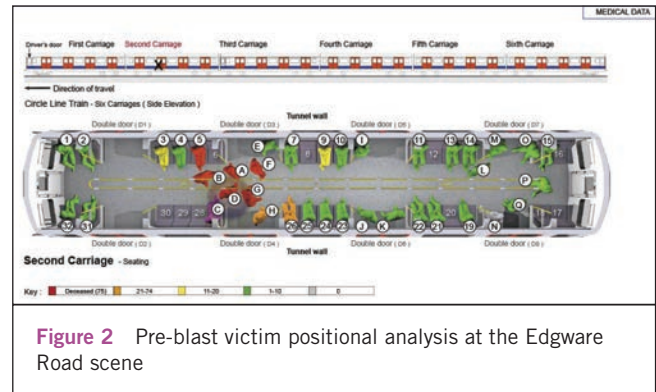 MEDICAL DATA
Driver's door First Carriage Second Carriage Third Carriage Fourth Carriage Fifth Carriage Sixth Carriage
X
Direction of travel
Circle Line Train - Six Carriages ( Side Elevation )
Tunnel wall
Double door ( D1 ) Double door ( D3 ) Double door ( D5 ) Double door ( D7 )
1 2 3 4 5 E 7 8 9 10 I 11 12 13 14 M O 15 16
6 A F L
B G P
D
C H Q
32 31 30 29 28 26 25 24 23 J K 22 21 20 19 N 18 17
Double door ( D2 ) Double door ( D4 ) Double door ( D6 ) Double door ( D8 )
Tunnel wall
Second Carriage - Seating
Key : Deceased (75) 21-74 11-20 1-10 0
Figure 2 Pre-blast victim positional analysis at the Edgware
Road scene